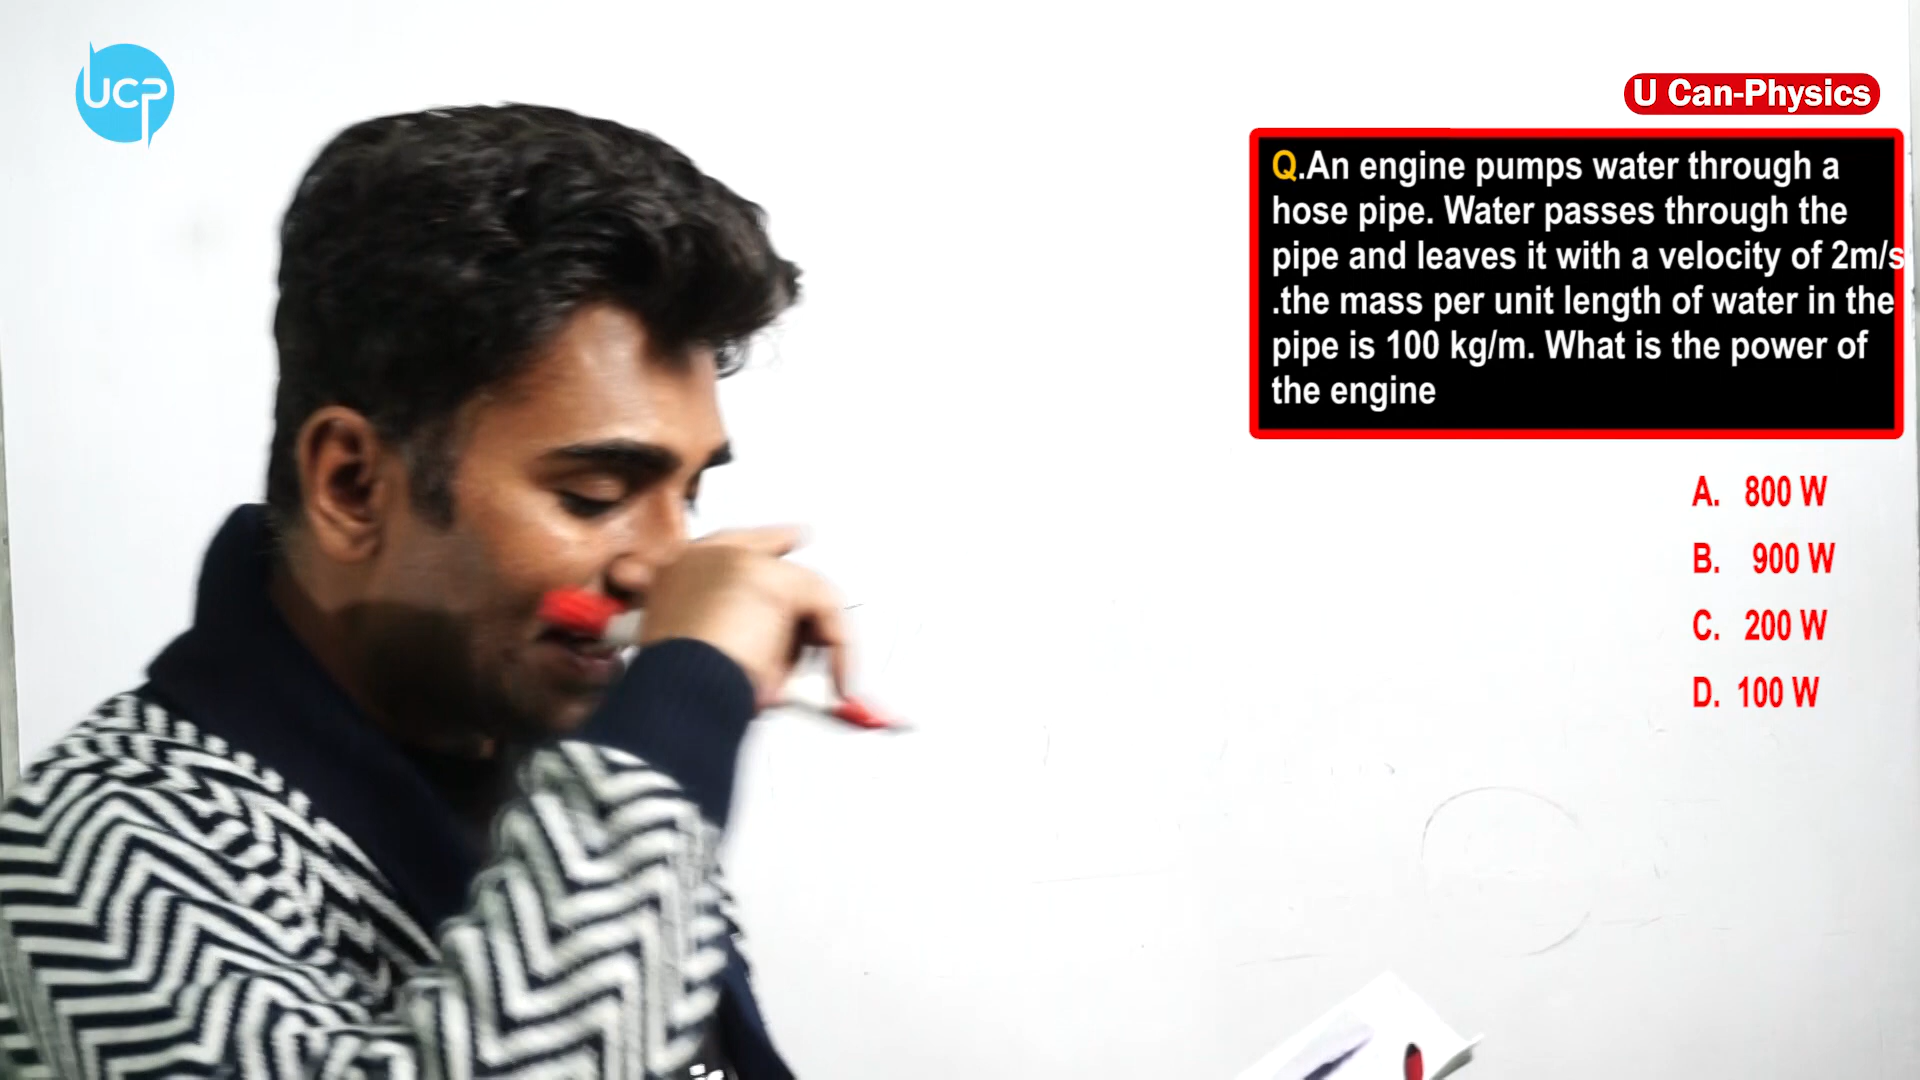 UCP
U Can-Physics
Q.An engine pumps water through a
hose pipe. Water passes through the
pipe and leaves it with a velocity of 2m/s
.the mass per unit length of water in the
pipe is 100 kg/m. What is the power of
the engine
A. 800 W
B. 900 W
C. 200 W
D. 100 W